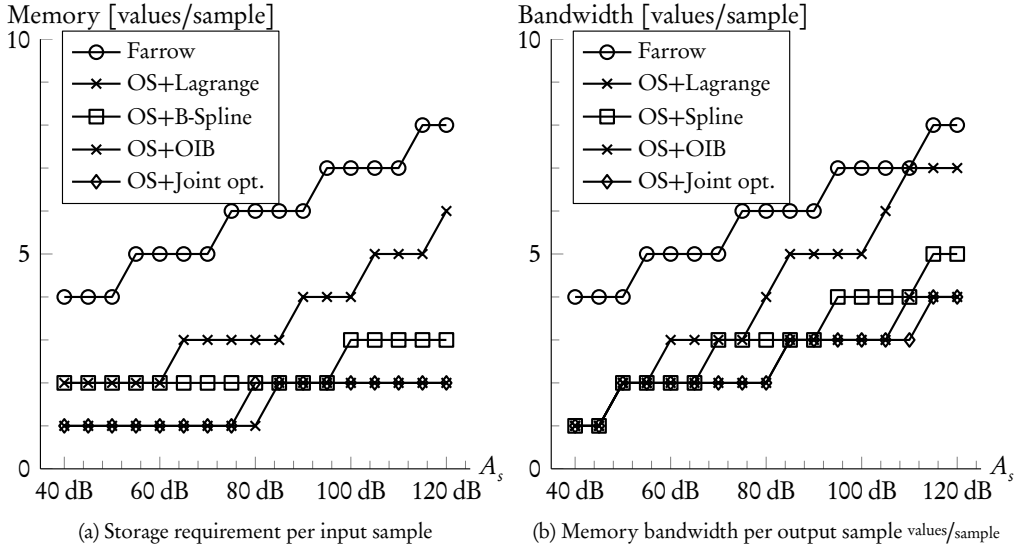 Memory [values/sample]
10
5
0
Farrow
OS+Lagrange
OS+B-Spline
OS+OIB
OS+Joint opt.
40 dB 60 dB 80 dB 100 dB 120 dB
A_s
(a) Storage requirement per input sample
Bandwidth [values/sample]
10
5
0
Farrow
OS+Lagrange
OS+Spline
OS+OIB
OS+Joint opt.
40 dB 60 dB 80 dB 100 dB 120 dB
A_s
(b) Memory bandwidth per output sample values/sample